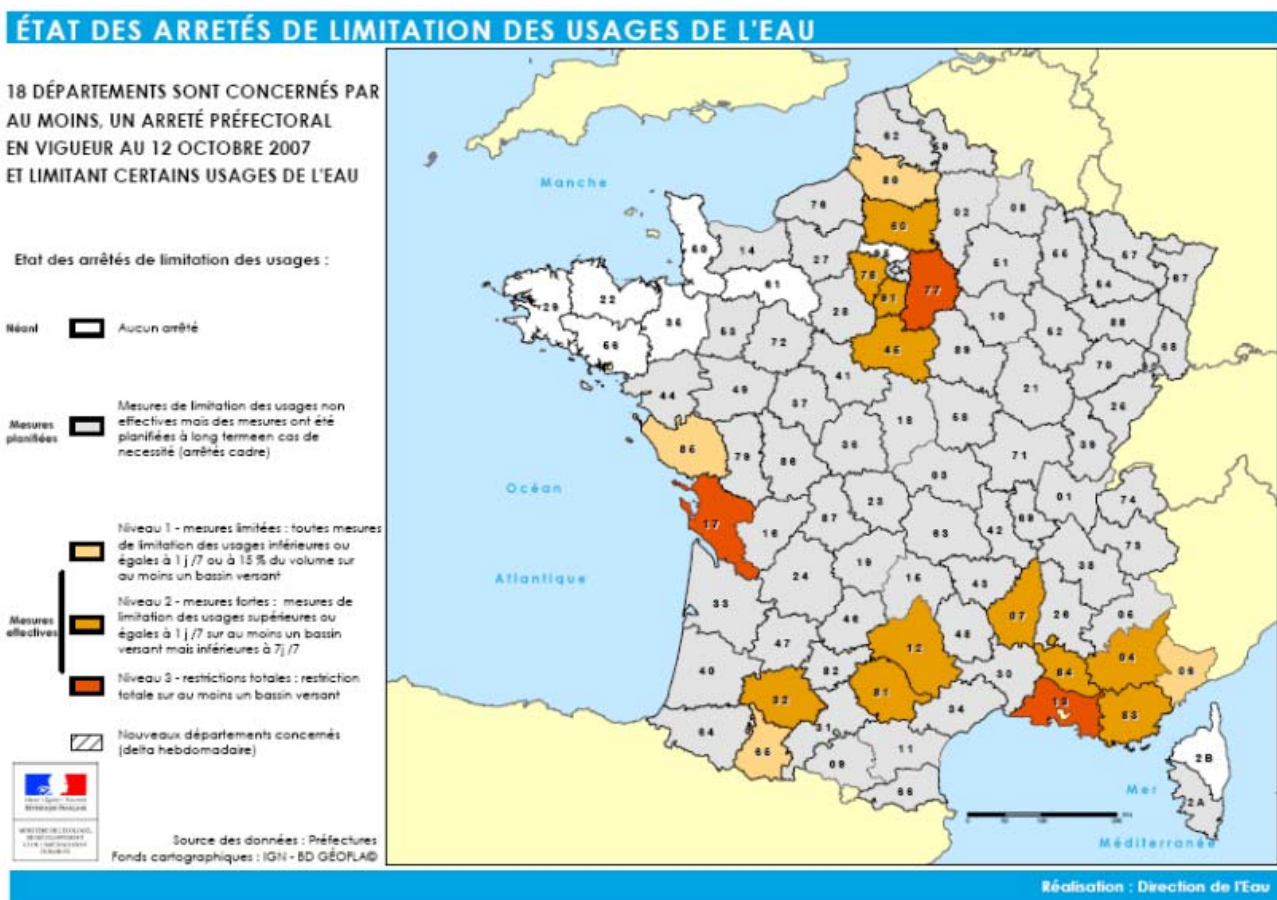 ÉTAT DES ARRETÉS DE LIMITATION DES USAGES DE L'EAU
18 DÉPARTEMENTS SONT CONCERNÉS PAR
AU MOINS, UN ARRETÉ PRÉFECTORAL
EN VIGUEUR AU 12 OCTOBRE 2007
ET LIMITANT CERTAINS USAGES DE L'EAU
Etat des arrêtés de limitation des usages :
Néant
Aucun arrêté
Mesures
planifiées
Mesures de limitation des usages non
effectives mais des mesures ont été
planifiées à long termeen cas de
necessité (arrêtés cadre)
Mesures
effectives
Niveau 1 - mesures limitées : toutes mesures
de limitation des usages inférieures ou
égales à 1 j /7 ou à 15 % du volume sur
au moins un bassin versant
Niveau 2 - mesures fortes : mesures de
limitation des usages supérieures ou
égales à 1 j /7 sur au moins un bassin
versant mais inférieures à 7j /7
Niveau 3 - restrictions totales : restriction
totale sur au moins un bassin versant
Nouveaux départements concernés
(delta hebdomadaire)
Source des données : Préfectures
Fonds cartographiques : IGN - BD GÉOFLA©
Manche
Océan
Atlantique
Mer
Méditerranée
62
80
76
02
08
60
14
27
51
57
67
61
78
91
77
54
29
22
28
10
52
88
68
53
72
45
89
70
44
49
41
21
37
18
58
39
85
79
86
36
71
03
01
74
17
16
87
23
63
42
69
73
24
19
15
43
38
33
46
07
26
05
47
12
48
04
06
40
82
30
84
32
81
13
83
34
64
31
65
09
11
66
2B
2A
Réalisation : Direction de l'Eau